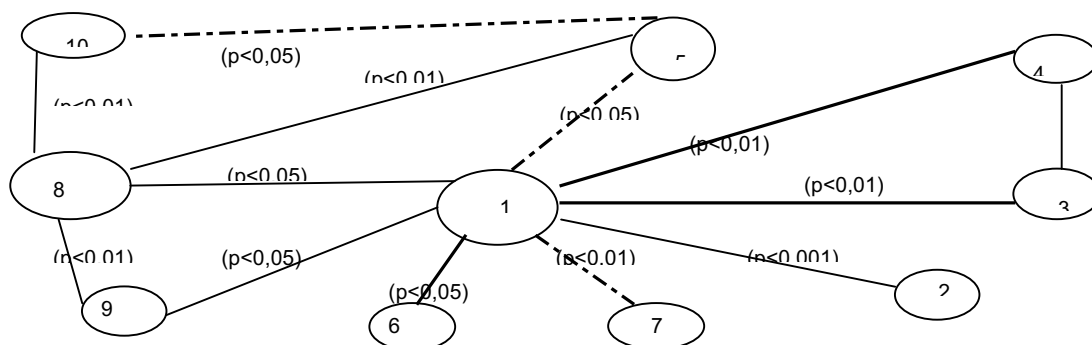 10
5
(p<0,05)
(p<0.01)
4
(p<0.01)
(p<0.05)
(p<0,01)
8
(p<0.05)
(p<0,01)
1
3
(p<0.01)
(p<0,05)
(p<0.01)
(p<0.001)
2
(p<0,05)
9
6
7